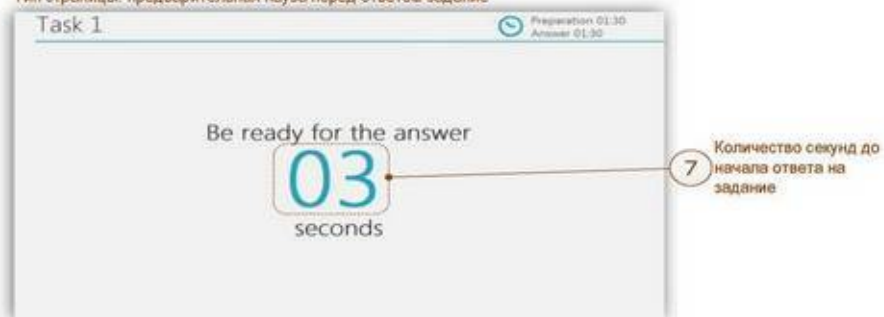 Task 1
Preparation 01:30
Answer 01:30
Be ready for the answer
03
seconds
7
Количество секунд до
начала ответа на
задание